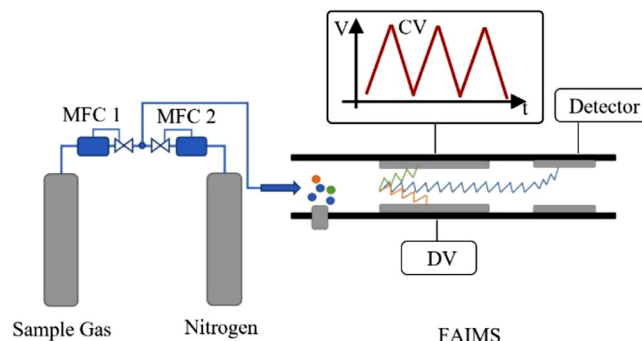 V
CV
t
Detector
MFC 1
MFC 2
DV
Sample Gas
Nitrogen
FAIMS